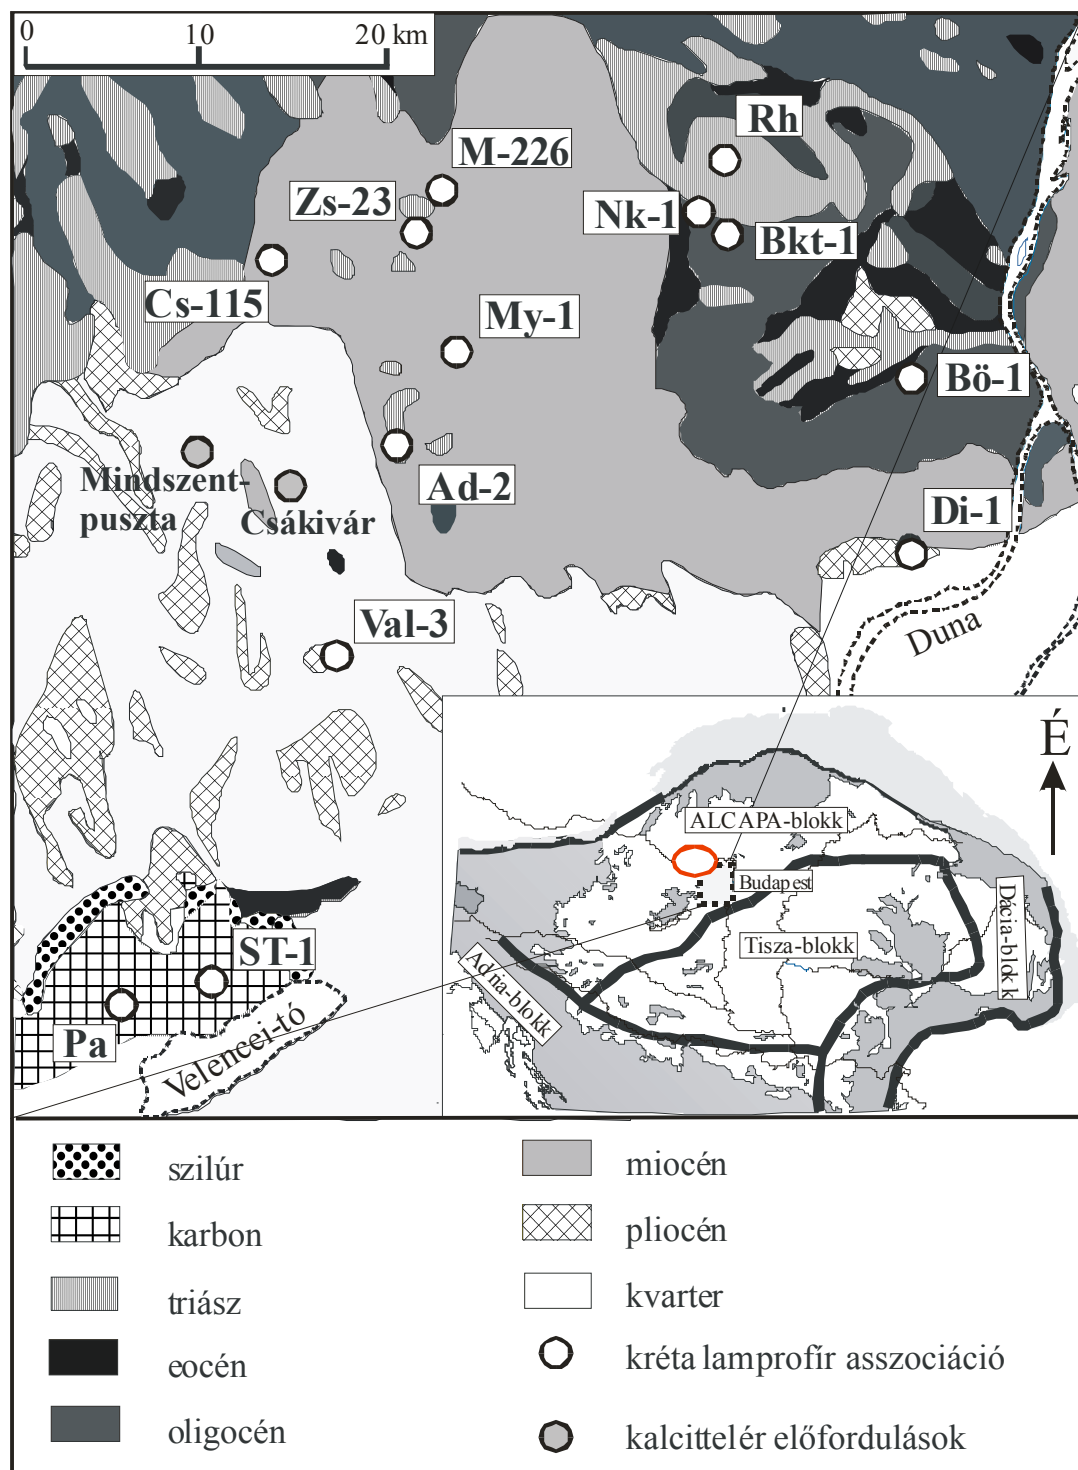 0 10 20 km
Rh
M-226
Zs-23
Nk-1
Bkt-1
Cs-115
My-1
Bö-1
Mindszent-
puszta
Csákivár
Ad-2
Di-1
Val-3
Duna
É
ALCAPA-blokk
Budapest
Tisza-blokk
Dácia-blokk
Adria-blokk
ST-1
Pa
Velencei-tó
szilúr
karbon
triász
eocén
oligocén
miocén
pliocén
kvarter
kréta lamprofír asszociáció
kalcittelér előfordulások